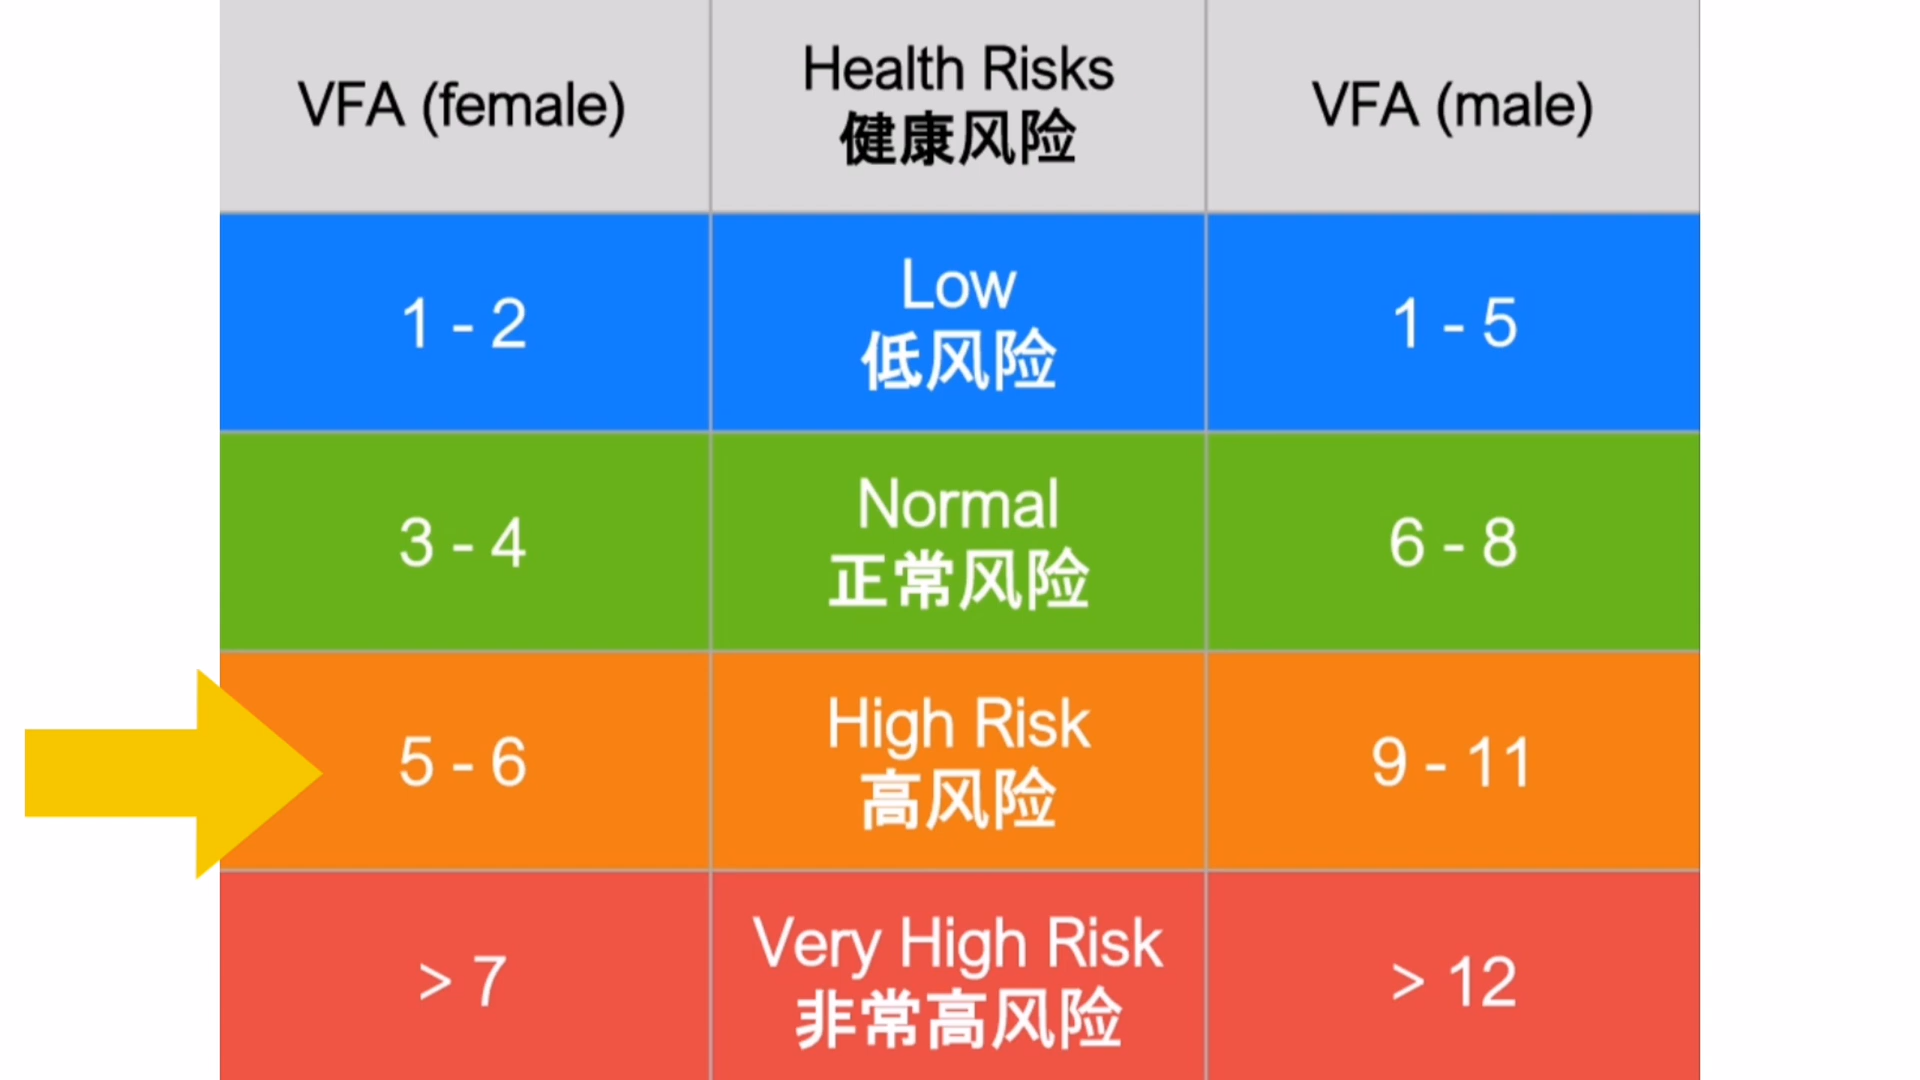 VFA (female)
Health Risks
健康风险
VFA (male)
1 - 2
Low
低风险
1 - 5
3 - 4
Normal
正常风险
6 - 8
5 - 6
High Risk
高风险
9 - 11
> 7
Very High Risk
非常高风险
> 12